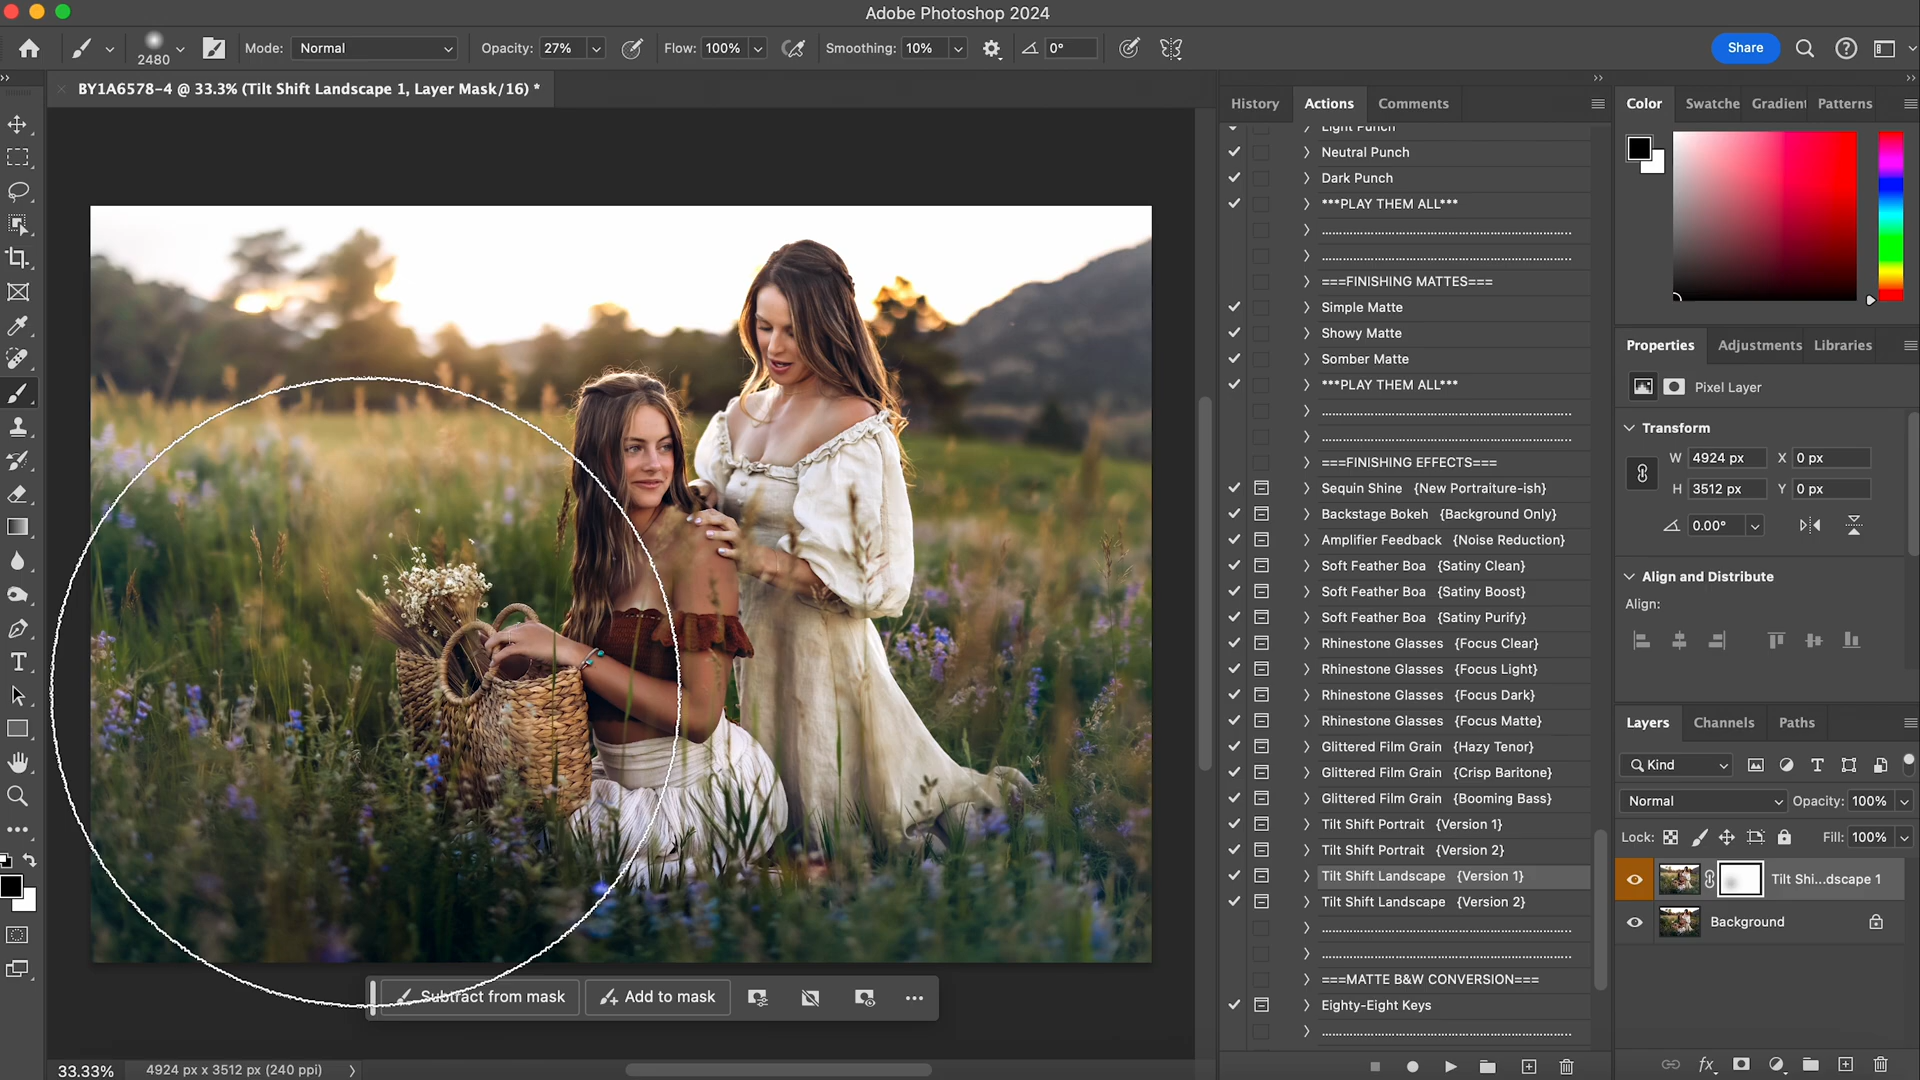 Adobe Photoshop 2024
2480 Mode: Normal Opacity: 27% Flow: 100% Smoothing: 10% 0° Share
BY1A6578-4 @ 33.3% (Tilt Shift Landscape 1, Layer Mask/16) *
History Actions Comments
Light Punch
Neutral Punch
Dark Punch
***PLAY THEM ALL***
===FINISHING MATTES===
Simple Matte
Showy Matte
Somber Matte
***PLAY THEM ALL***
===FINISHING EFFECTS===
Sequin Shine {New Portraiture-ish}
Backstage Bokeh {Background Only}
Amplifier Feedback {Noise Reduction}
Soft Feather Boa {Satiny Clean}
Soft Feather Boa {Satiny Boost}
Soft Feather Boa {Satiny Purify}
Rhinestone Glasses {Focus Clear}
Rhinestone Glasses {Focus Light}
Rhinestone Glasses {Focus Dark}
Rhinestone Glasses {Focus Matte}
Glittered Film Grain {Hazy Tenor}
Glittered Film Grain {Crisp Baritone}
Glittered Film Grain {Booming Bass}
Tilt Shift Portrait {Version 1}
Tilt Shift Portrait {Version 2}
Tilt Shift Landscape {Version 1}
Tilt Shift Landscape {Version 2}
===MATTE B&W CONVERSION===
Eighty-Eight Keys
Color Swatche Gradien Patterns
Properties Adjustments Libraries
Pixel Layer
Transform
W 4924 px X 0 px
H 3512 px Y 0 px
0.00°
Align and Distribute
Align:
Layers Channels Paths
Kind
Normal Opacity: 100%
Lock: Fill: 100%
Tilt Shi...dscape 1
Background
Subtract from mask Add to mask
33.33% 4924 px x 3512 px (240 ppi)